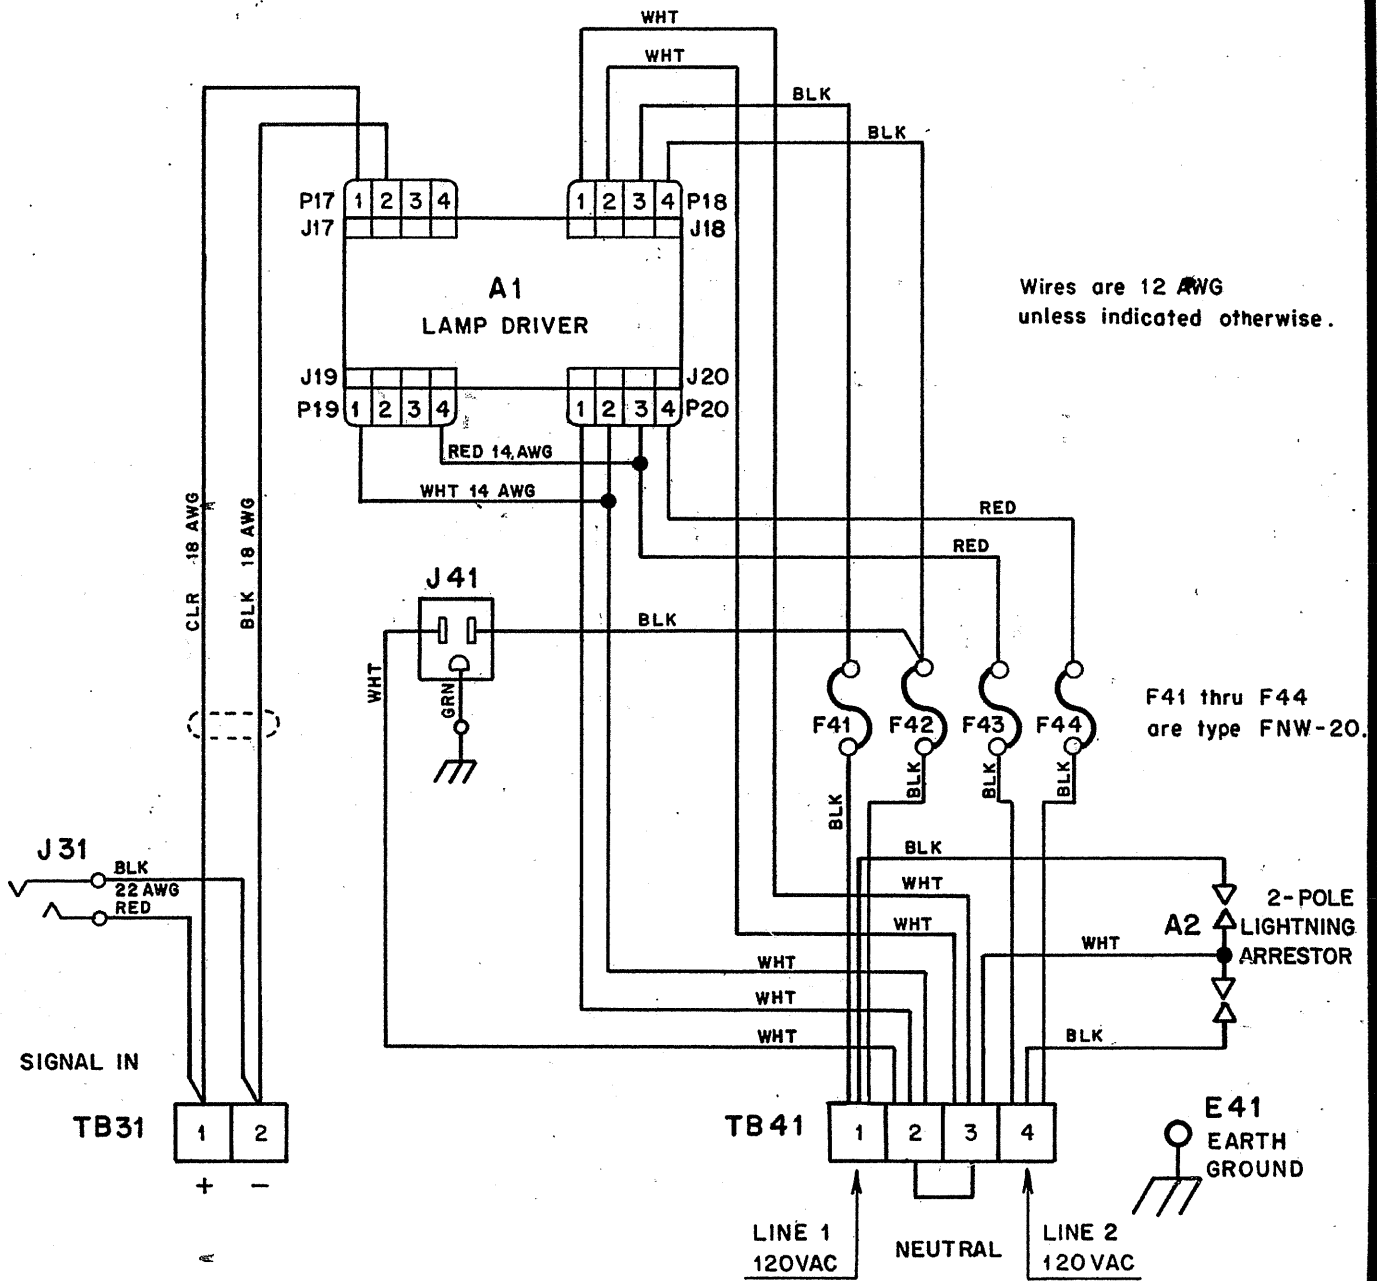 WHT
WHT
BLK
BLK
P17 1 2 3 4
1 2 3 4 P18
J17
J18
A1
LAMP DRIVER
Wires are 12 AWG
unless indicated otherwise.
J19
J20
P19 1 2 3 4
1 2 3 4 P20
RED 14 AWG
WHT 14 AWG
RED
RED
CLR 18 AWG
BLK 18 AWG
J41
BLK
WHT
GRN
F41
F42
F43
F44
F41 thru F44
are type FNW-20.
BLK
BLK
BLK
BLK
J31
BLK
22 AWG
RED
BLK
WHT
WHT
WHT
WHT
WHT
WHT
A2
2-POLE
LIGHTNING
ARRESTOR
BLK
SIGNAL IN
TB31 1 2
+ −
TB41 1 2 3 4
E41
EARTH
GROUND
LINE 1
120VAC
NEUTRAL
LINE 2
120VAC